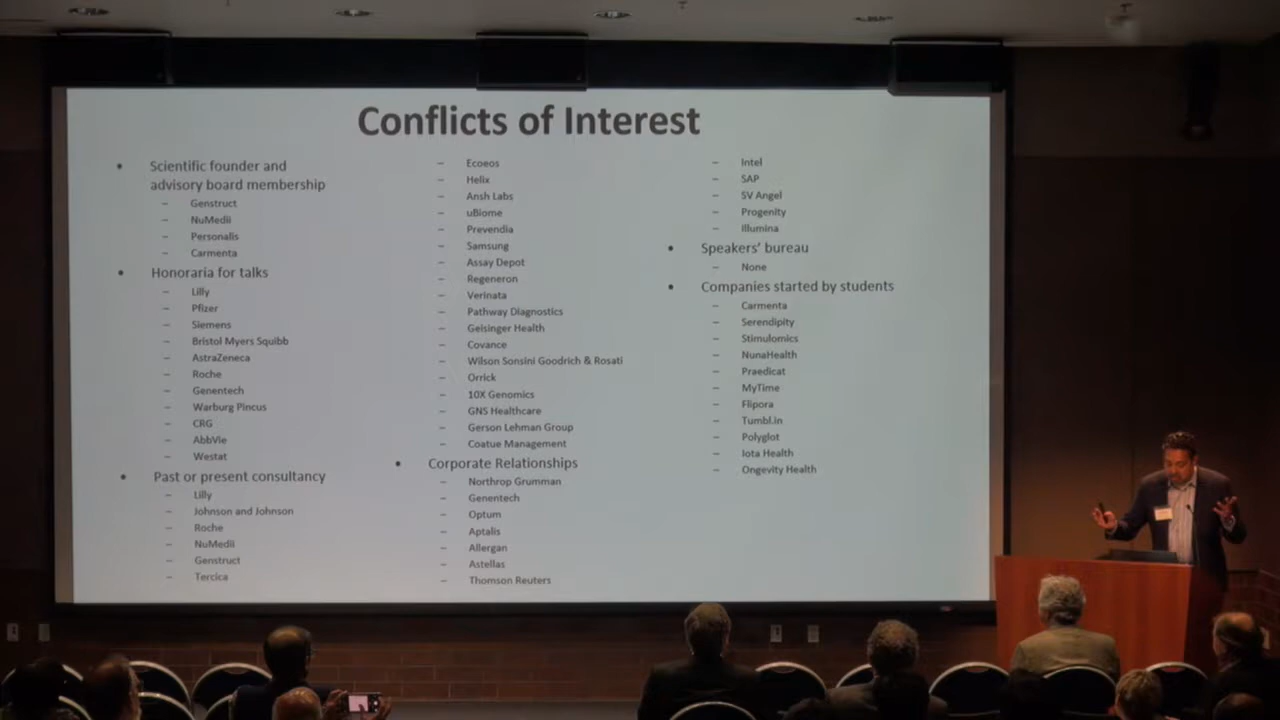 Conflicts of Interest
• Scientific founder and
advisory board membership
– Genstruct
– NuMedii
– Personalis
– Carmenta
• Honoraria for talks
– Lilly
– Pfizer
– Siemens
– Bristol Myers Squibb
– AstraZeneca
– Roche
– Genentech
– Warburg Pincus
– CRG
– AbbVie
– Westat
• Past or present consultancy
– Lilly
– Johnson and Johnson
– Roche
– NuMedii
– Genstruct
– Tercica
– Ecoeos
– Helix
– Ansh Labs
– uBiome
– Prevendia
– Samsung
– Assay Depot
– Regeneron
– Verinata
– Pathway Diagnostics
– Geisinger Health
– Covance
– Wilson Sonsini Goodrich & Rosati
– Orrick
– 10X Genomics
– GNS Healthcare
– Gerson Lehman Group
– Coatue Management
• Corporate Relationships
– Northrop Grumman
– Genentech
– Optum
– Aptalis
– Allergan
– Astellas
– Thomson Reuters
– Intel
– SAP
– SV Angel
– Progenity
– Illumina
• Speakers' bureau
– None
• Companies started by students
– Carmenta
– Serendipity
– Stimulomics
– NunaHealth
– Praedicat
– MyTime
– Flipora
– Tumbl.in
– Polyglot
– Iota Health
– Ongevity Health